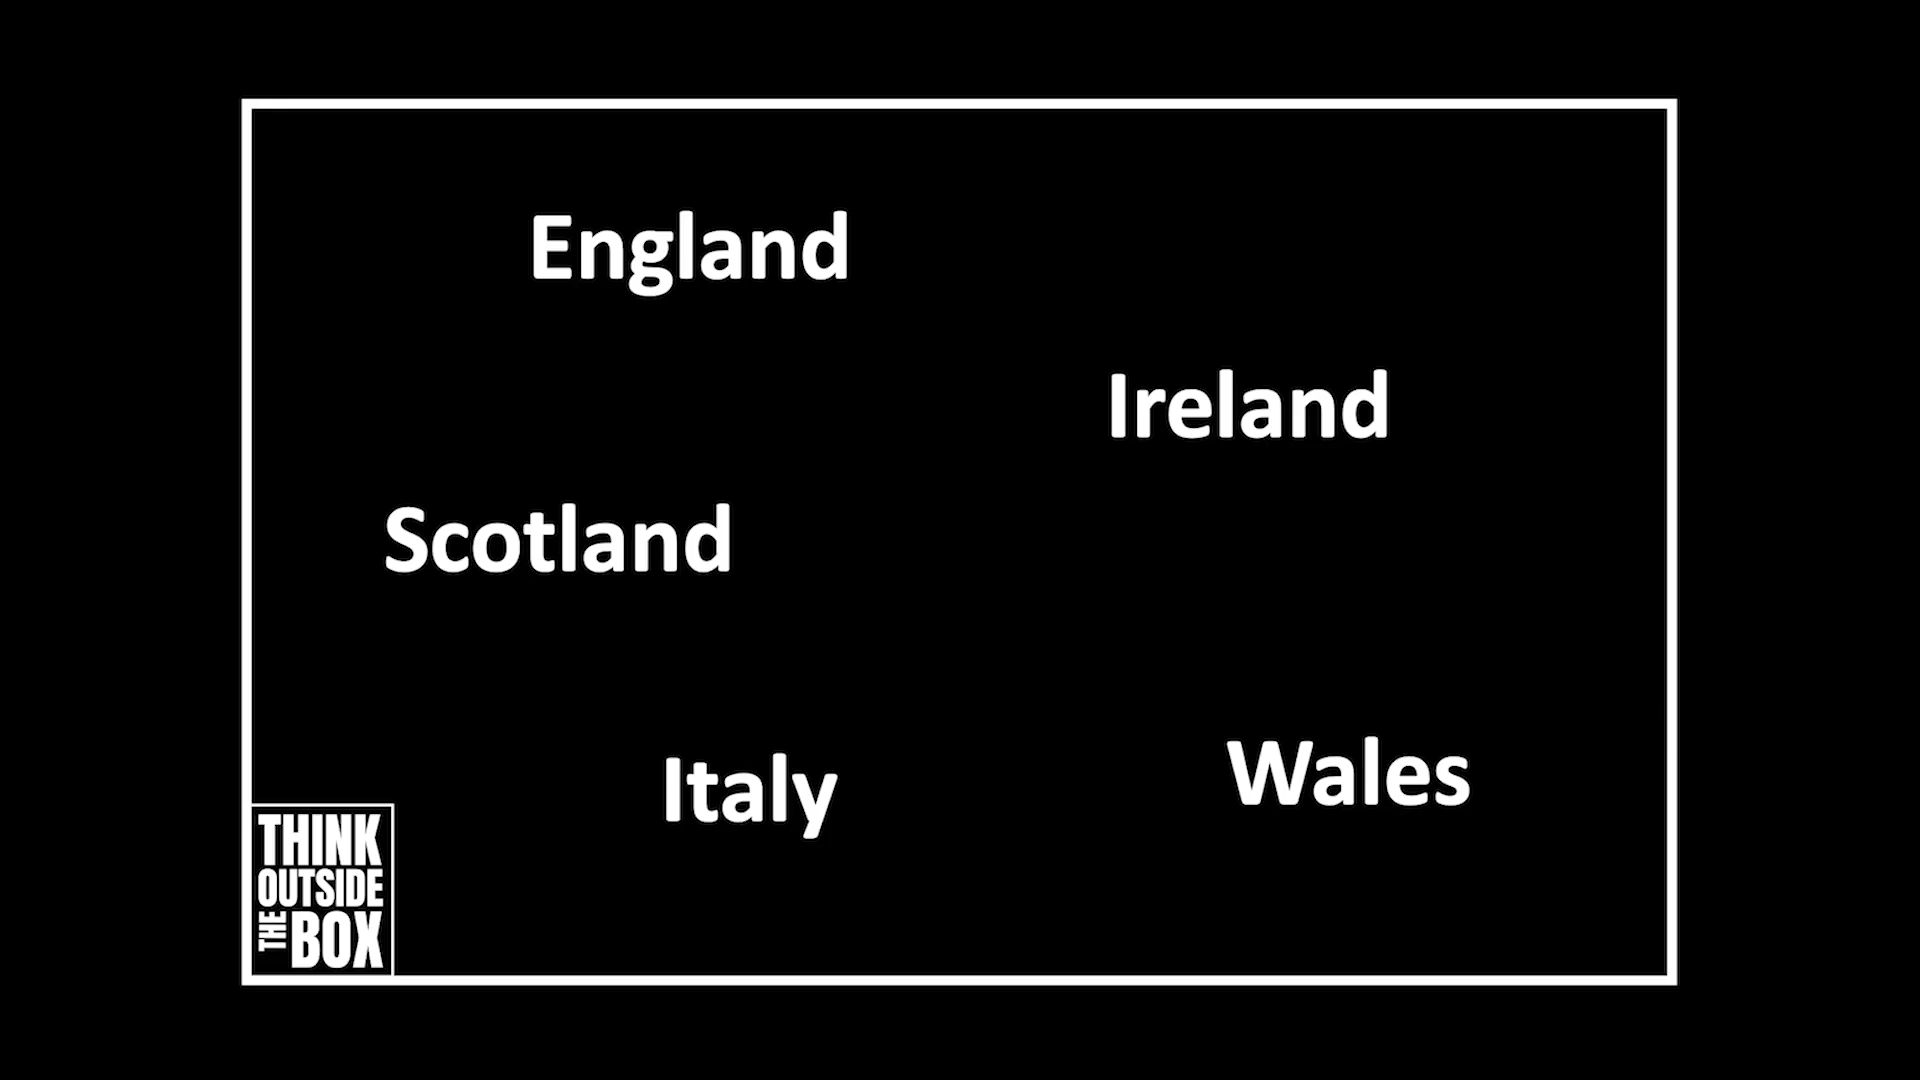 England
Ireland
Scotland
Italy
Wales
THINK
OUTSIDE
THE BOX